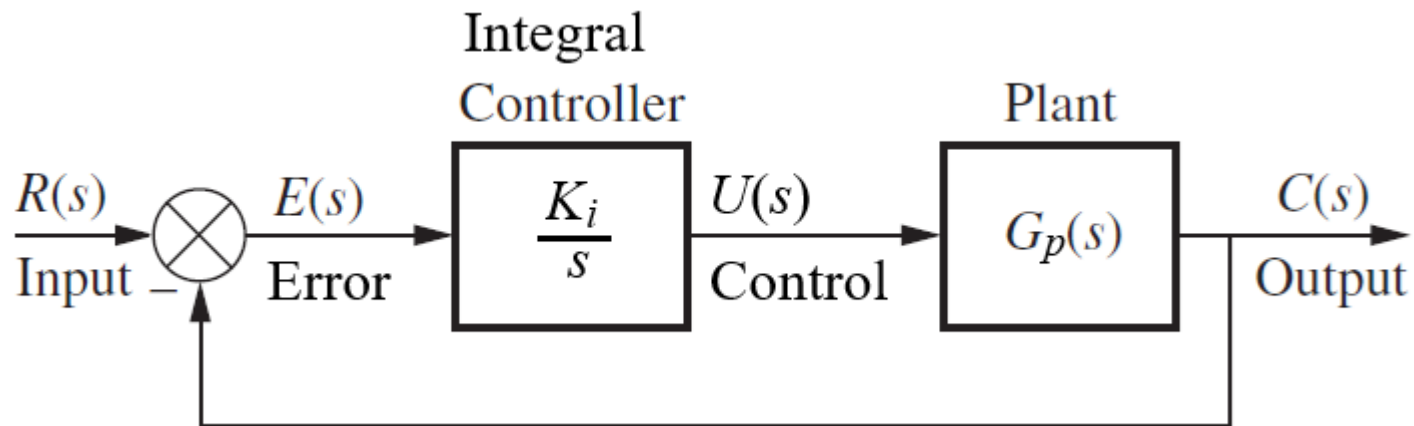 Integral
Controller
Plant
R(s)
E(s)
K_i
s
U(s)
G_p(s)
C(s)
Input
–
Error
Control
Output